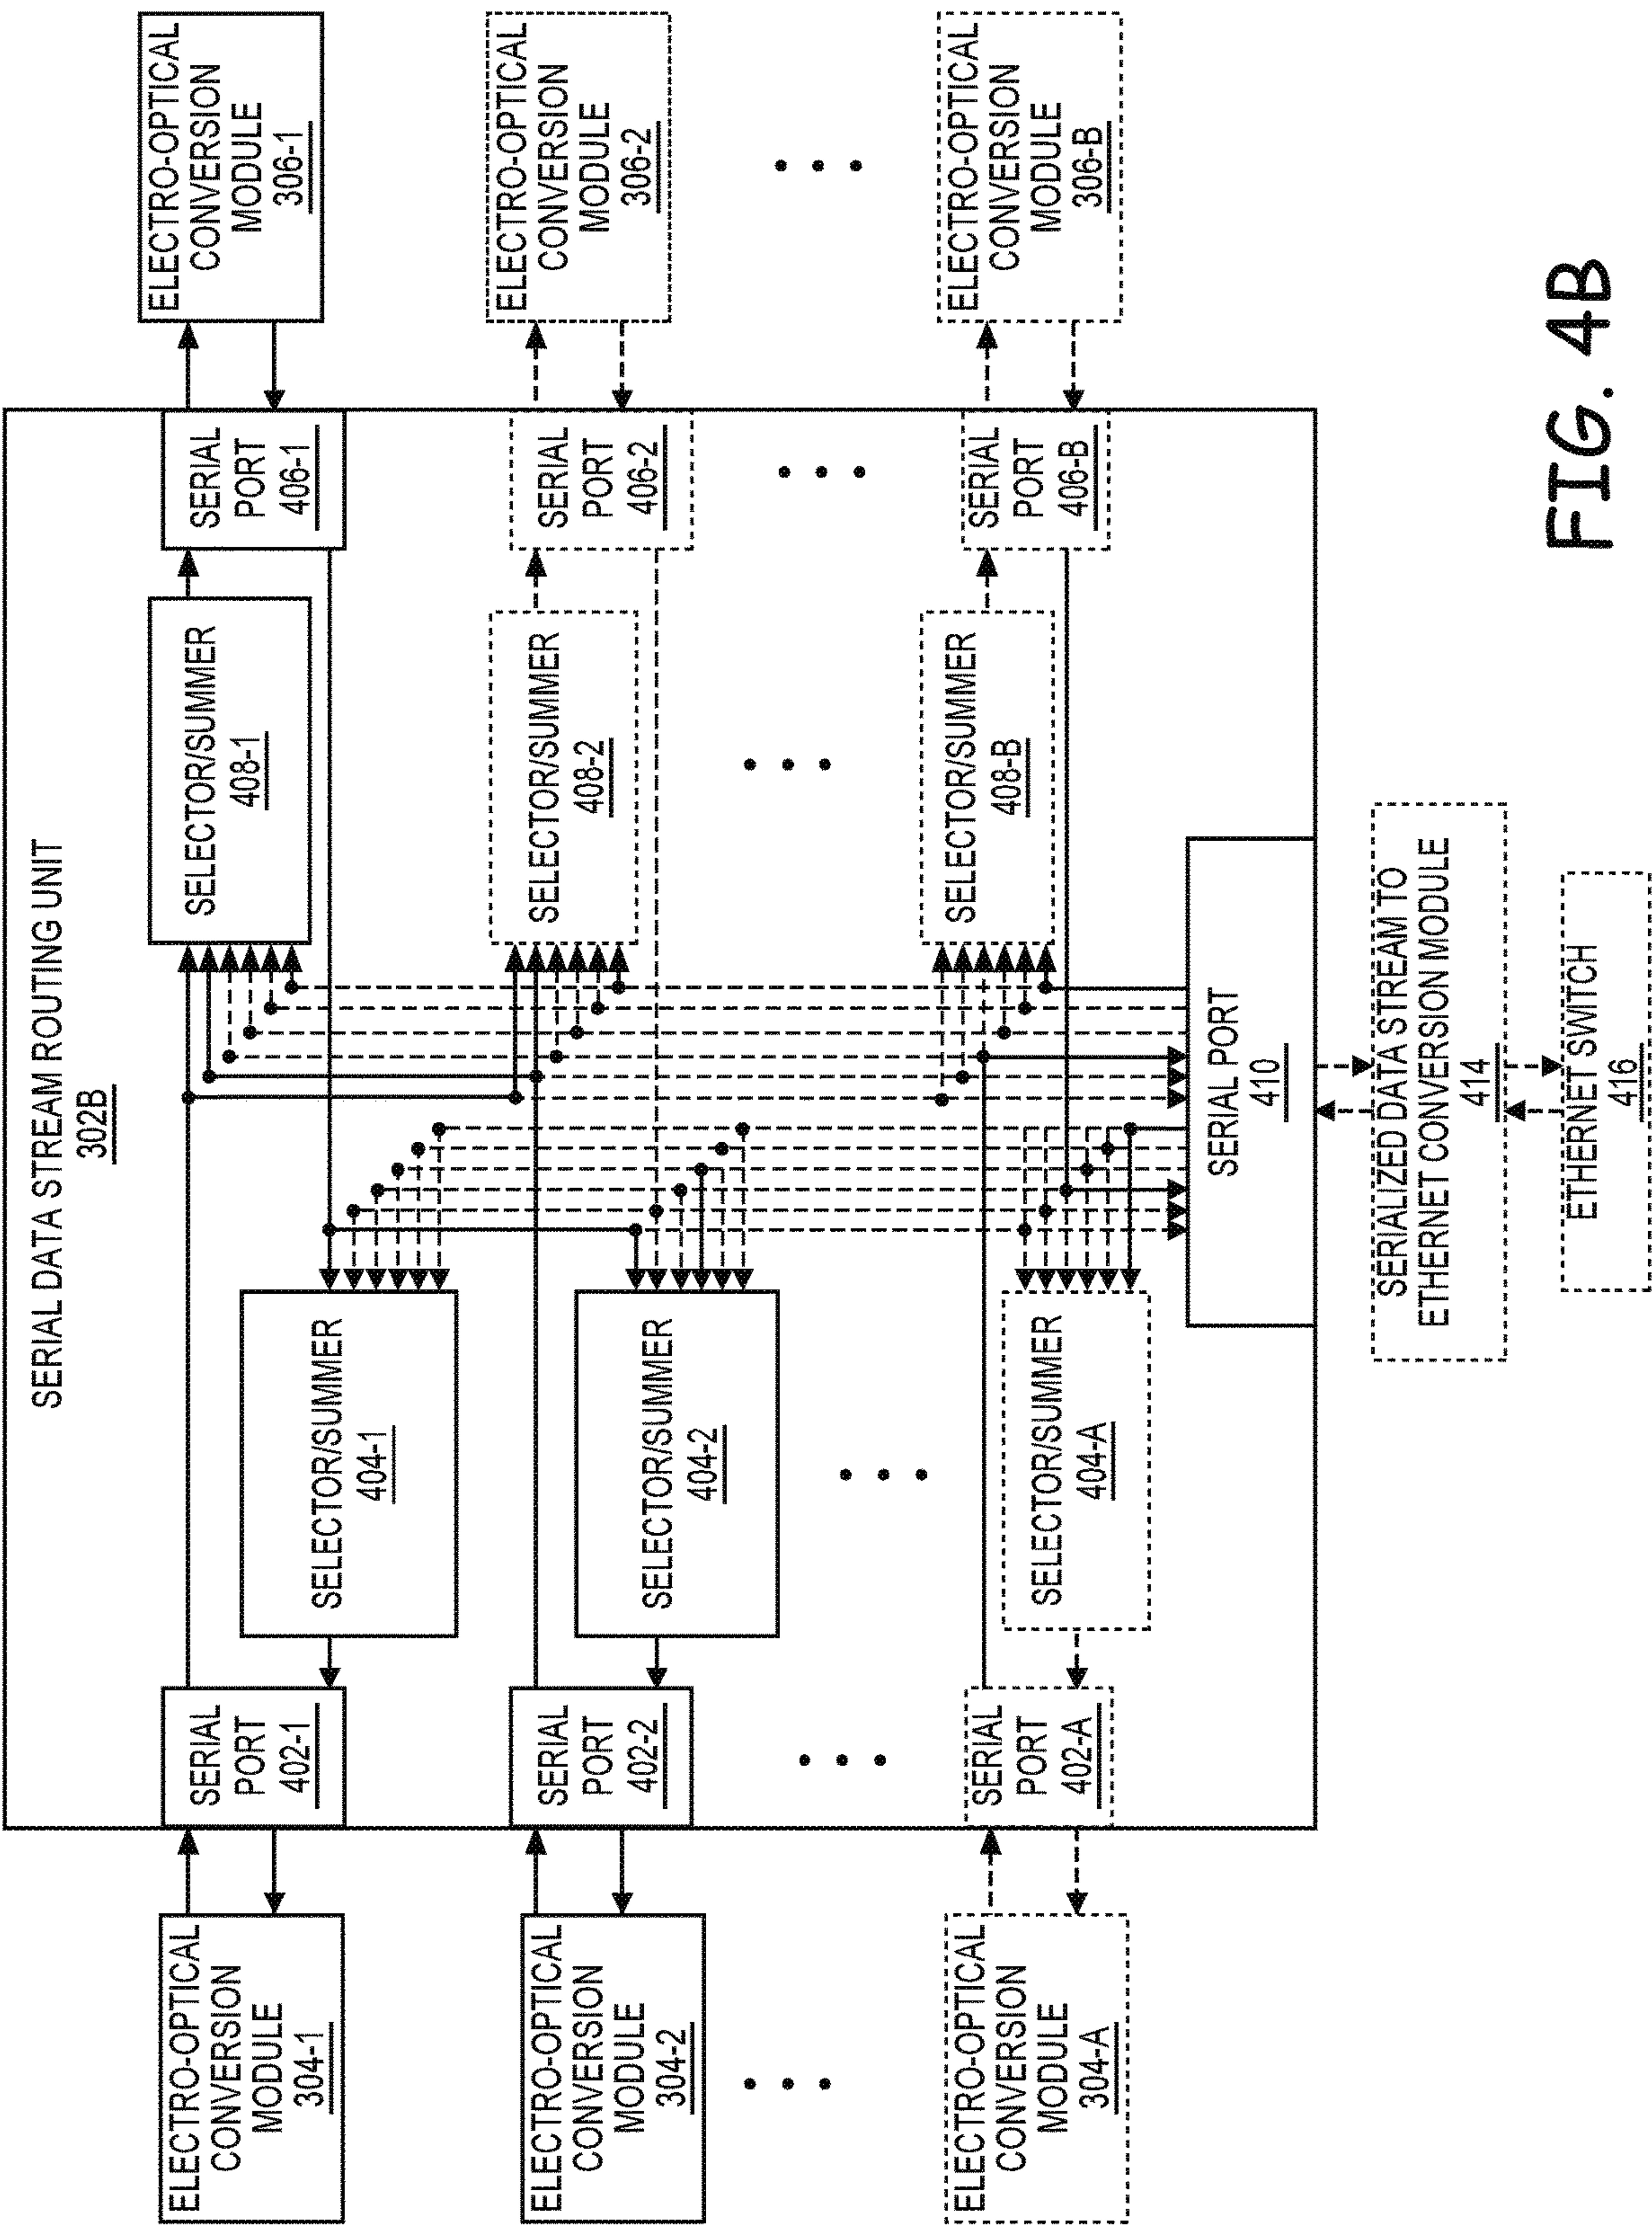 SERIAL DATA STREAM ROUTING UNIT
302B
ELECTRO-OPTICAL
CONVERSION
MODULE
304-1
SERIAL
PORT
402-1
SELECTOR/SUMMER
404-1
SELECTOR/SUMMER
408-1
SERIAL
PORT
406-1
ELECTRO-OPTICAL
CONVERSION
MODULE
306-1
ELECTRO-OPTICAL
CONVERSION
MODULE
304-2
SERIAL
PORT
402-2
SELECTOR/SUMMER
404-2
SELECTOR/SUMMER
408-2
SERIAL
PORT
406-2
ELECTRO-OPTICAL
CONVERSION
MODULE
306-2
ELECTRO-OPTICAL
CONVERSION
MODULE
304-A
SERIAL
PORT
402-A
SELECTOR/SUMMER
404-A
SELECTOR/SUMMER
408-B
SERIAL
PORT
406-B
ELECTRO-OPTICAL
CONVERSION
MODULE
306-B
SERIAL PORT
410
SERIALIZED DATA STREAM TO
ETHERNET CONVERSION MODULE
414
ETHERNET SWITCH
416
FIG. 4B